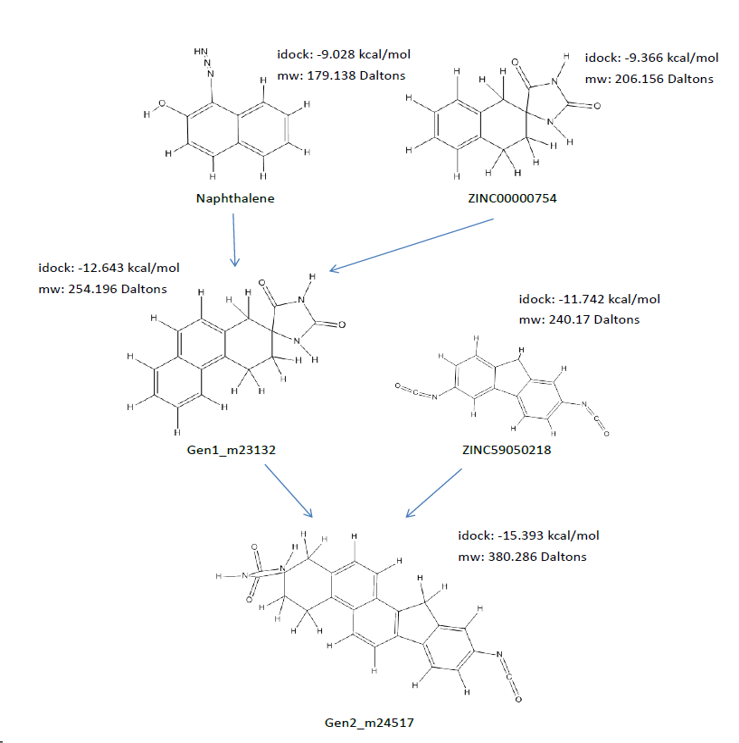 idock: -9.028 kcal/mol
mw: 179.138 Daltons
idock: -9.366 kcal/mol
mw: 206.156 Daltons
HN
N
N
H
H
O
H
H
H
H
H
Naphthalene
H
H
H
H
H
H
O
N
H
O
N
H
H
H
H
H
ZINC00000754
idock: -12.643 kcal/mol
mw: 254.196 Daltons
H
H
H
H
H
H
H
H
O
N
H
O
N
H
H
H
H
H
Gen1_m23132
idock: -11.742 kcal/mol
mw: 240.17 Daltons
H
H
H
H
O
C
N
H
H
H
N
C
O
ZINC59050218
idock: -15.393 kcal/mol
mw: 380.286 Daltons
H
H
H
H
O
H
N
N
O
H
H
H
H
H
H
H
H
H
H
H
H
N
C
O
Gen2_m24517